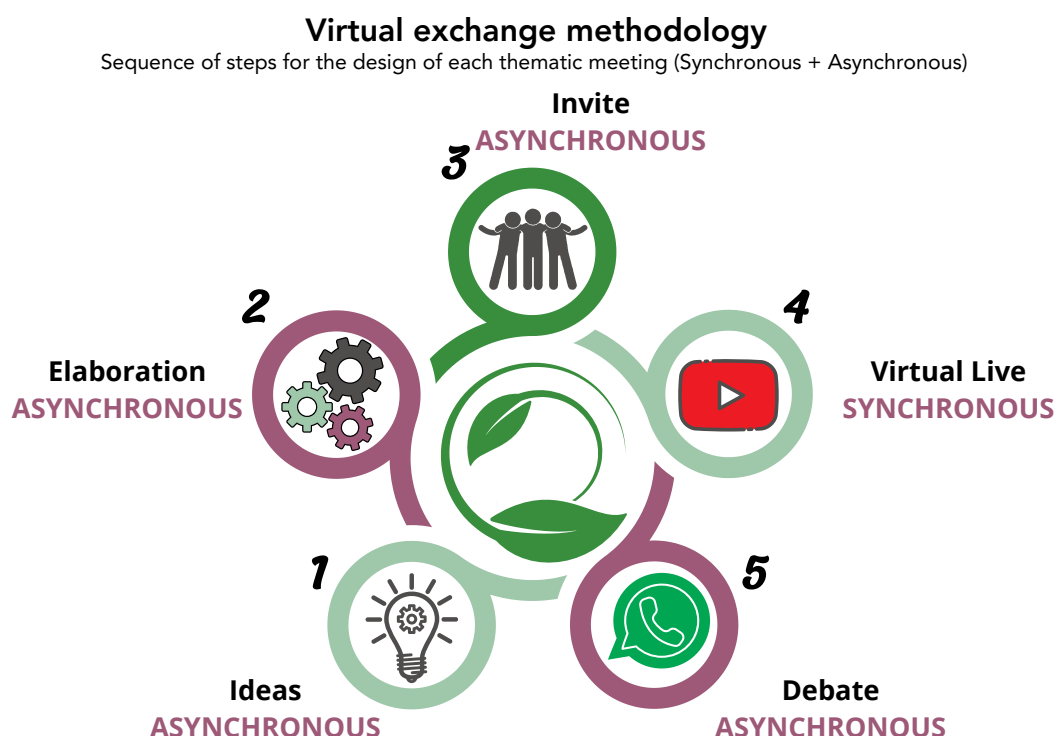 Virtual exchange methodology
Sequence of steps for the design of each thematic meeting (Synchronous + Asynchronous)
Invite
ASYNCHRONOUS
3
2
4
Elaboration
ASYNCHRONOUS
Virtual Live
SYNCHRONOUS
1
5
Ideas
ASYNCHRONOUS
Debate
ASYNCHRONOUS